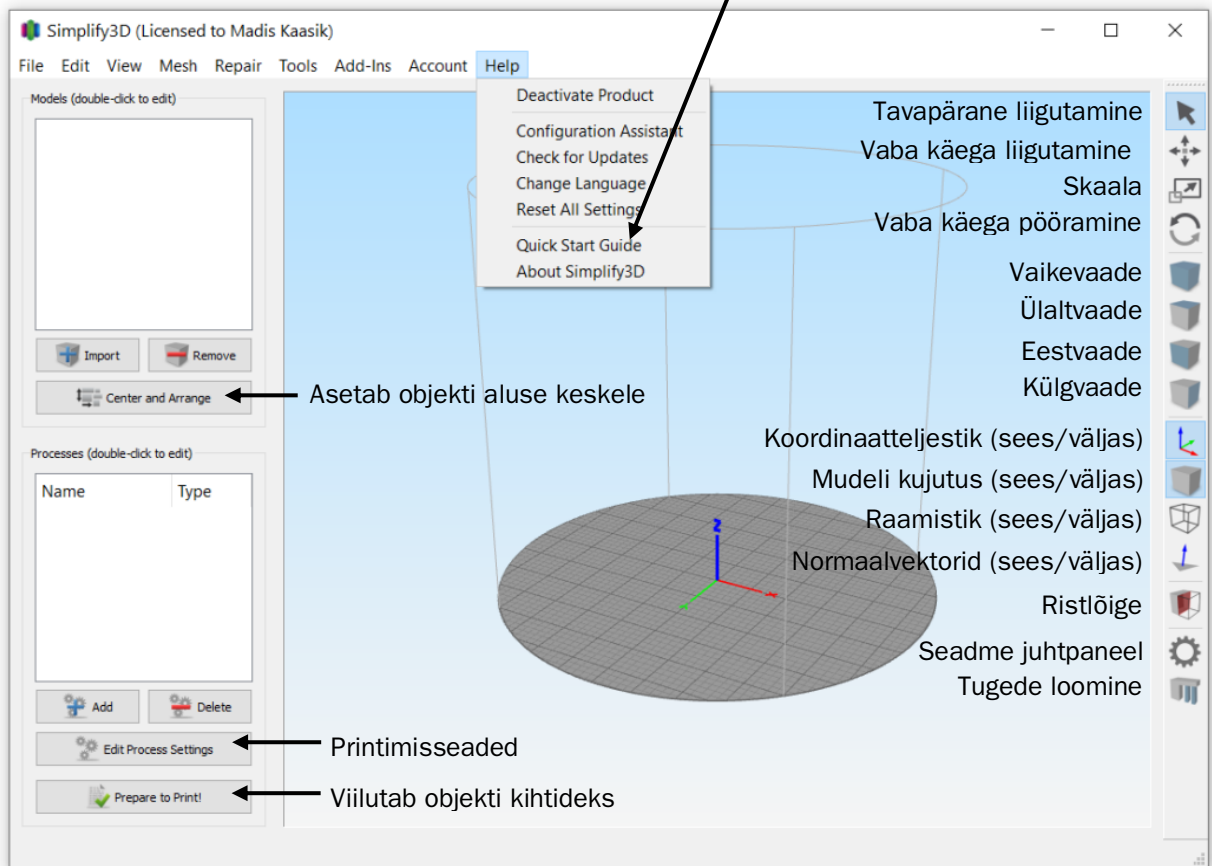 Simplify3D (Licensed to Madis Kaasik)
File Edit View Mesh Repair Tools Add-Ins Account Help
Models (double-click to edit)
Import
Remove
Center and Arrange
Asetab objekti aluse keskele
Processes (double-click to edit)
Name Type
Add
Delete
Edit Process Settings
Printimisseaded
Prepare to Print!
Viilutab objekti kihtideks
Deactivate Product
Configuration Assistant
Check for Updates
Change Language
Reset All Settings
Quick Start Guide
About Simplify3D
z
x
Tavapärane liigutamine
Vaba käega liigutamine
Skaala
Vaba käega pööramine
Vaikevaade
Ülaltvaade
Eestvaade
Külgvaade
Koordinaatteljestik (sees/väljas)
Mudeli kujutus (sees/väljas)
Raamistik (sees/väljas)
Normaalvektorid (sees/väljas)
Ristlõige
Seadme juhtpaneel
Tugede loomine